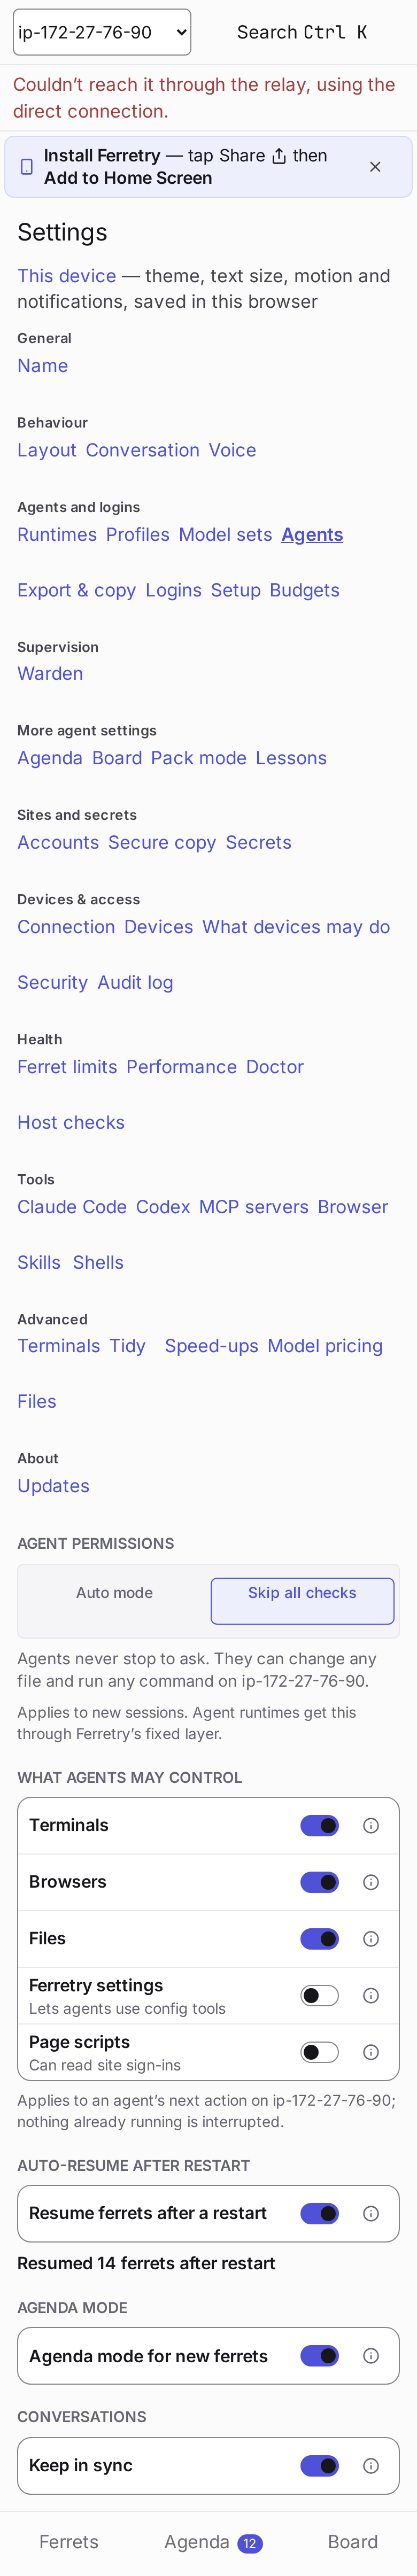 ip-172-27-76-90
Search Ctrl K
Couldn’t reach it through the relay, using the
direct connection.
Install Ferretry — tap Share then
Add to Home Screen
Settings
This device — theme, text size, motion and
notifications, saved in this browser
General
Name
Behaviour
Layout Conversation Voice
Agents and logins
Runtimes Profiles Model sets Agents
Export & copy Logins Setup Budgets
Supervision
Warden
More agent settings
Agenda Board Pack mode Lessons
Sites and secrets
Accounts Secure copy Secrets
Devices & access
Connection Devices What devices may do
Security Audit log
Health
Ferret limits Performance Doctor
Host checks
Tools
Claude Code Codex MCP servers Browser
Skills Shells
Advanced
Terminals Tidy Speed-ups Model pricing
Files
About
Updates
AGENT PERMISSIONS
Auto mode Skip all checks
Agents never stop to ask. They can change any
file and run any command on ip-172-27-76-90.
Applies to new sessions. Agent runtimes get this
through Ferretry’s fixed layer.
WHAT AGENTS MAY CONTROL
Terminals
Browsers
Files
Ferretry settings
Lets agents use config tools
Page scripts
Can read site sign-ins
Applies to an agent’s next action on ip-172-27-76-90;
nothing already running is interrupted.
AUTO-RESUME AFTER RESTART
Resume ferrets after a restart
Resumed 14 ferrets after restart
AGENDA MODE
Agenda mode for new ferrets
CONVERSATIONS
Keep in sync
Ferrets Agenda 12 Board